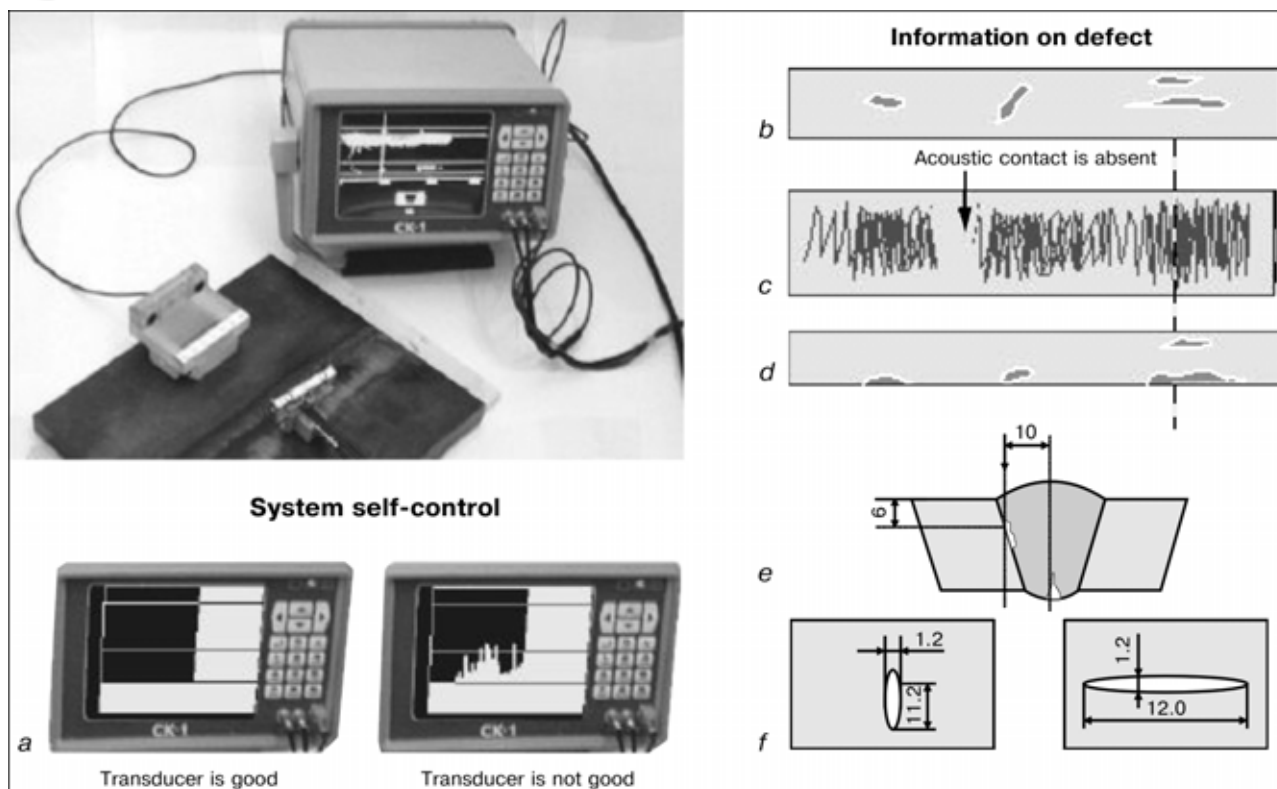 CK-1
System self-control
CK-1
CK-1
a
Transducer is good
Transducer is not good
Information on defect
b
Acoustic contact is absent
c
d
10
6
e
1.2
11.2
1.2
12.0
f